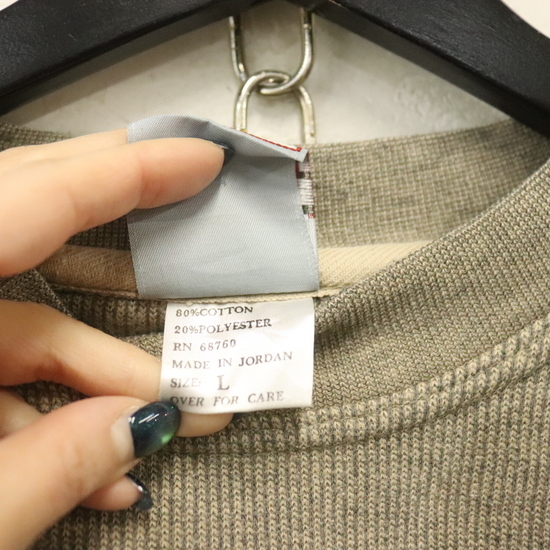 80%COTTON
20%POLYESTER
RN 68760
MADE IN JORDAN
SIZE: L
OVER FOR CARE